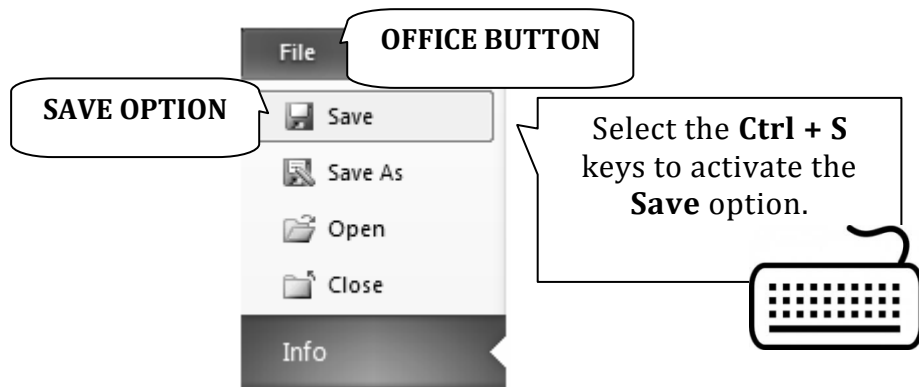 File
OFFICE BUTTON
SAVE OPTION
Save
Save As
Open
Close
Info
Select the Ctrl + S
keys to activate the
Save option.